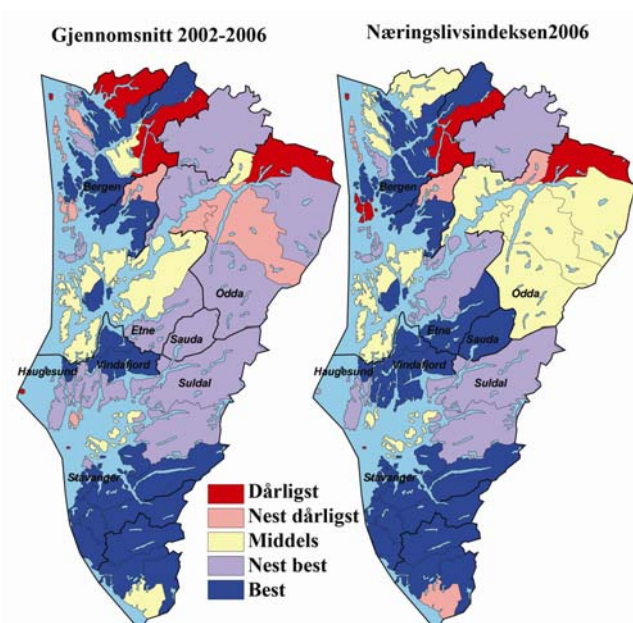 Gjennomsnitt 2002-2006
Næringslivsindeksen2006
Bergen
Odda
Etne
Sauda
Haugesund
Vindafjord
Suldal
Stavanger
Bergen
Odda
Etne
Sauda
Haugesund
Vindafjord
Suldal
Stavanger
Dårligst
Nest dårligst
Middels
Nest best
Best